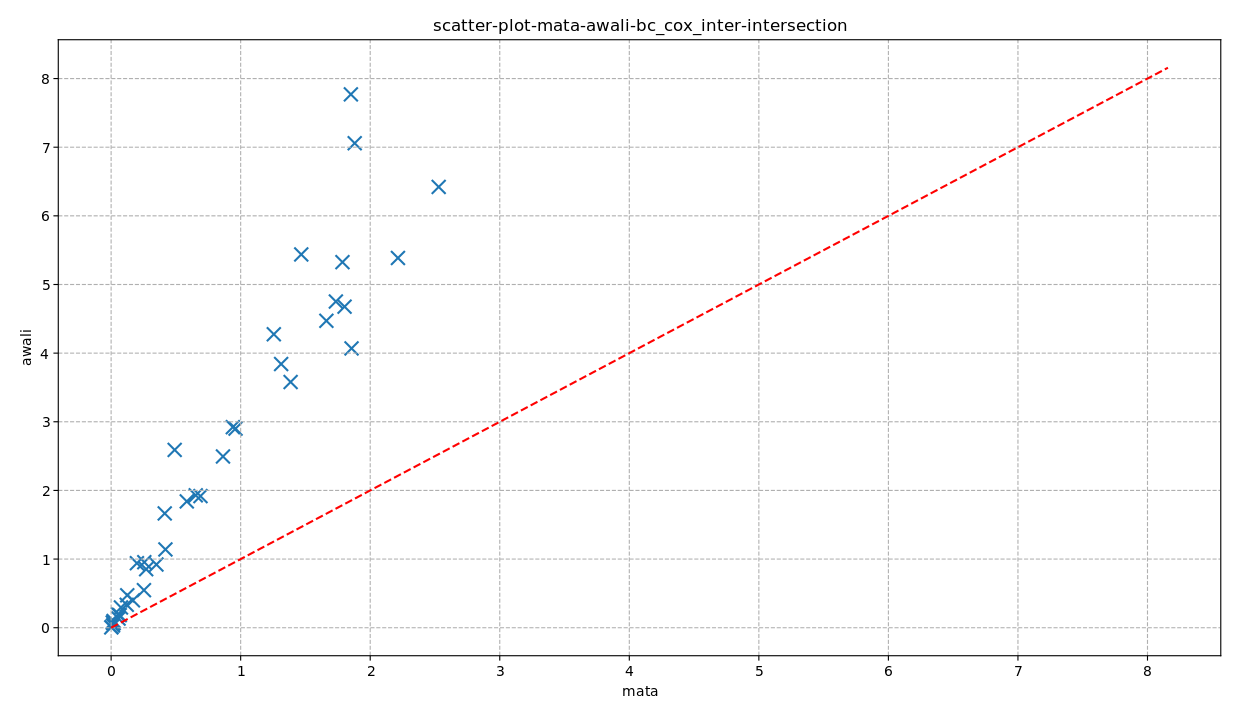 scatter-plot-mata-awali-bc_cox_inter-intersection
8
7
6
5
4
3
2
1
0
awali
0 1 2 3 4 5 6 7 8
mata